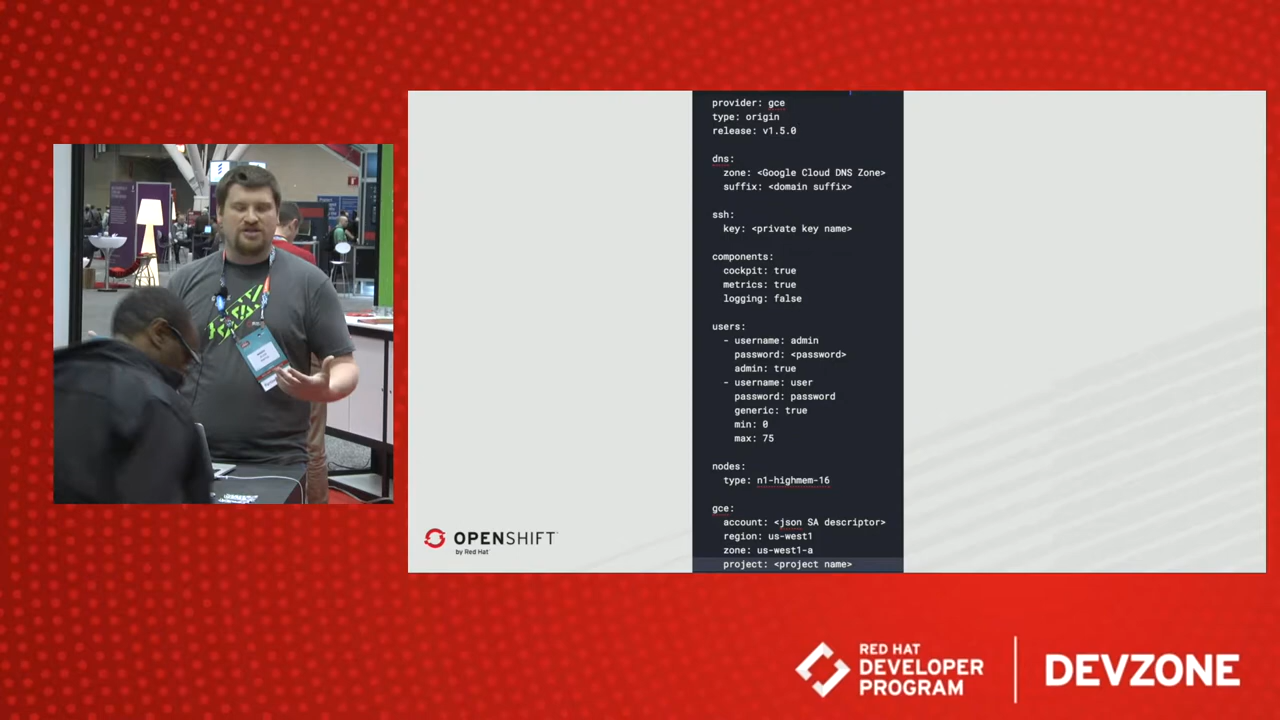 provider: gce
type: origin
release: v1.5.0
dns:
zone: <Google Cloud DNS Zone>
suffix: <domain suffix>
ssh:
key: <private key name>
components:
cockpit: true
metrics: true
logging: false
users:
- username: admin
password: <password>
admin: true
- username: user
password: password
generic: true
min: 0
max: 75
nodes:
type: n1-highmem-16
gce:
account: <json SA descriptor>
region: us-west1
zone: us-west1-a
project: <project name>
OPENSHIFT
by Red Hat
RED HAT
DEVELOPER
PROGRAM
DEVZONE